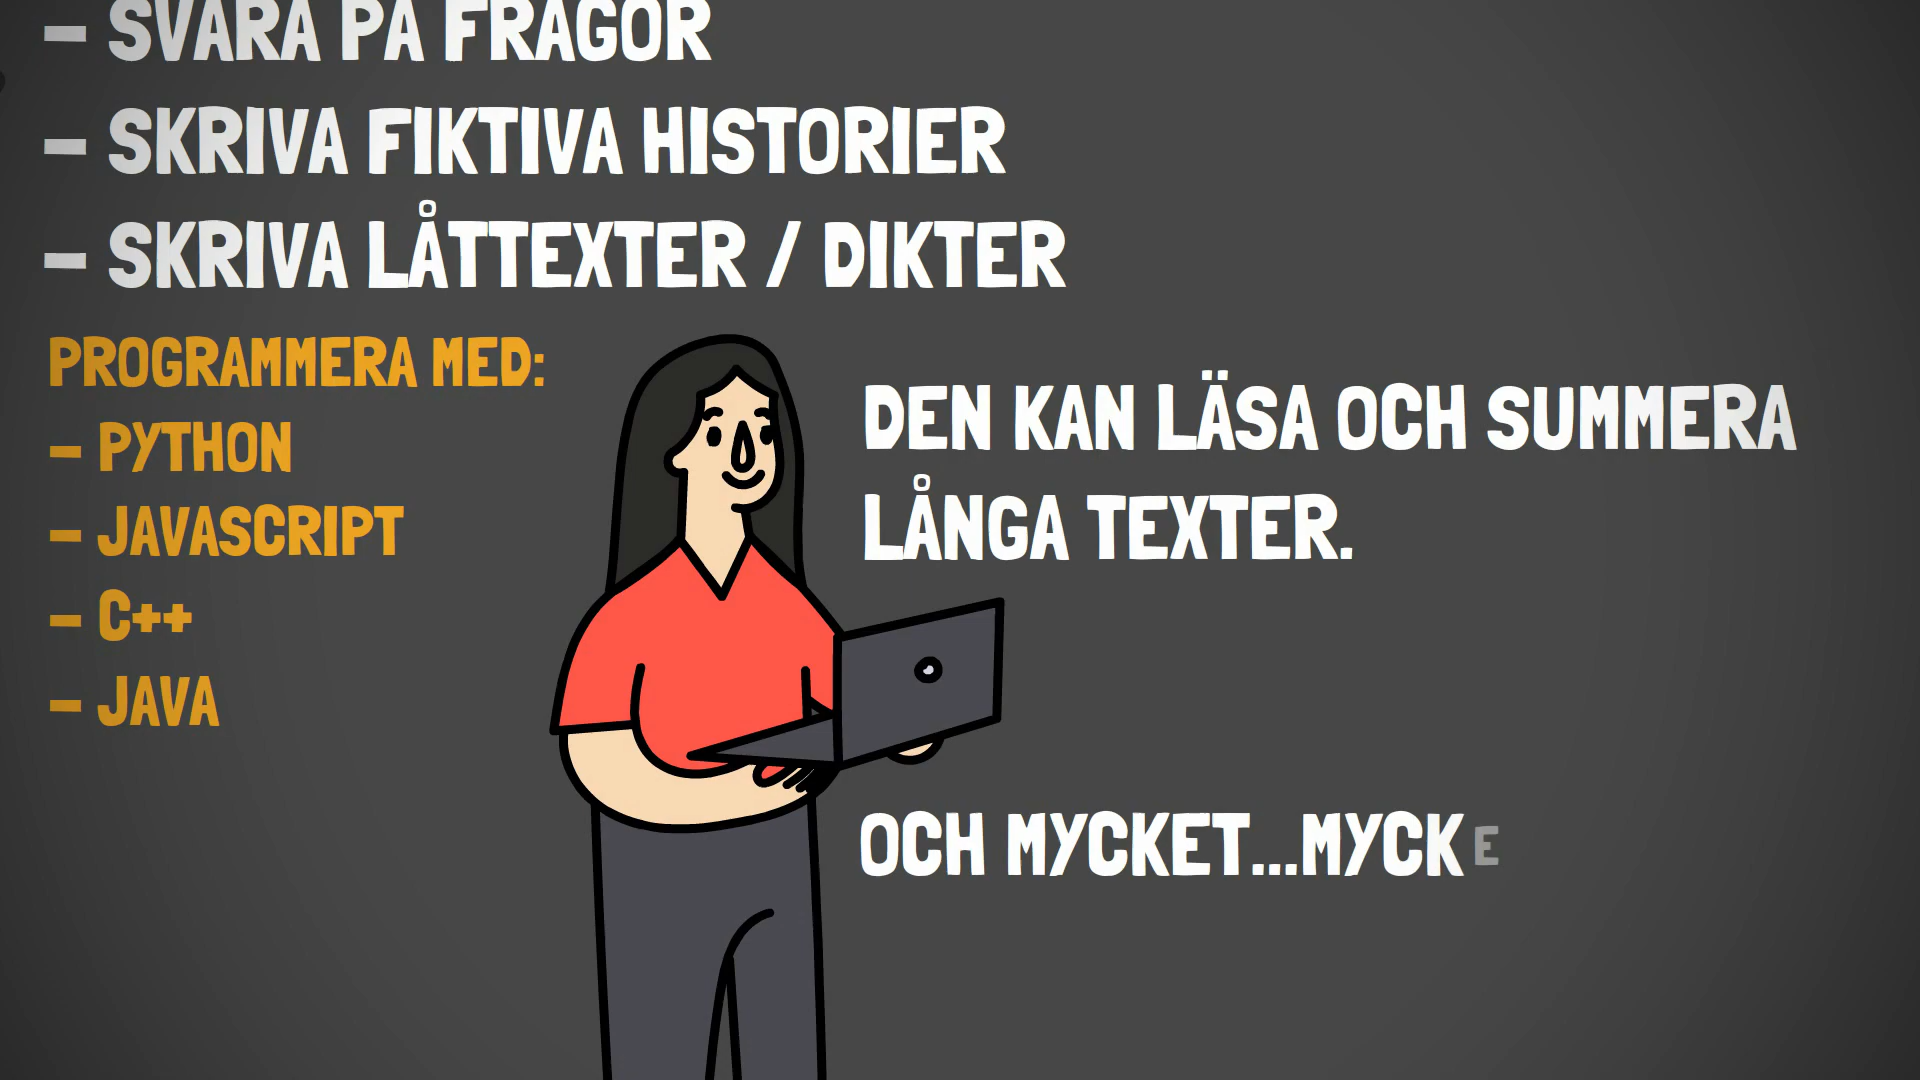 - SVARA PÅ FRÅGOR
- SKRIVA FIKTIVA HISTORIER
- SKRIVA LÅTTEXTER / DIKTER
PROGRAMMERA MED:
- PYTHON
- JAVASCRIPT
- C++
- JAVA
DEN KAN LÄSA OCH SUMMERA
LÅNGA TEXTER.
OCH MYCKET...MYCKE